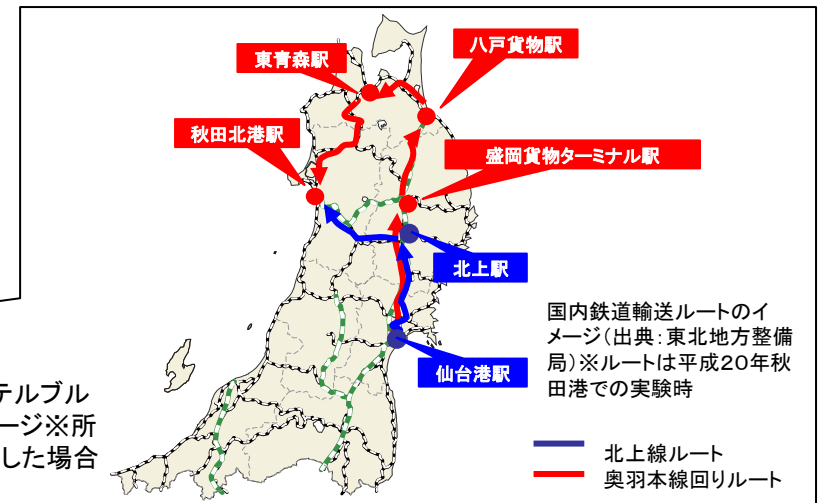 八戸貨物駅
東青森駅
秋田北港駅
盛岡貨物ターミナル駅
北上駅
仙台港駅
国内鉄道輸送ルートのイ
メージ(出典:東北地方整備
局)※ルートは平成20年秋
田港での実験時
テルブル
ージ※所
した場合
北上線ルート
奥羽本線回りルート